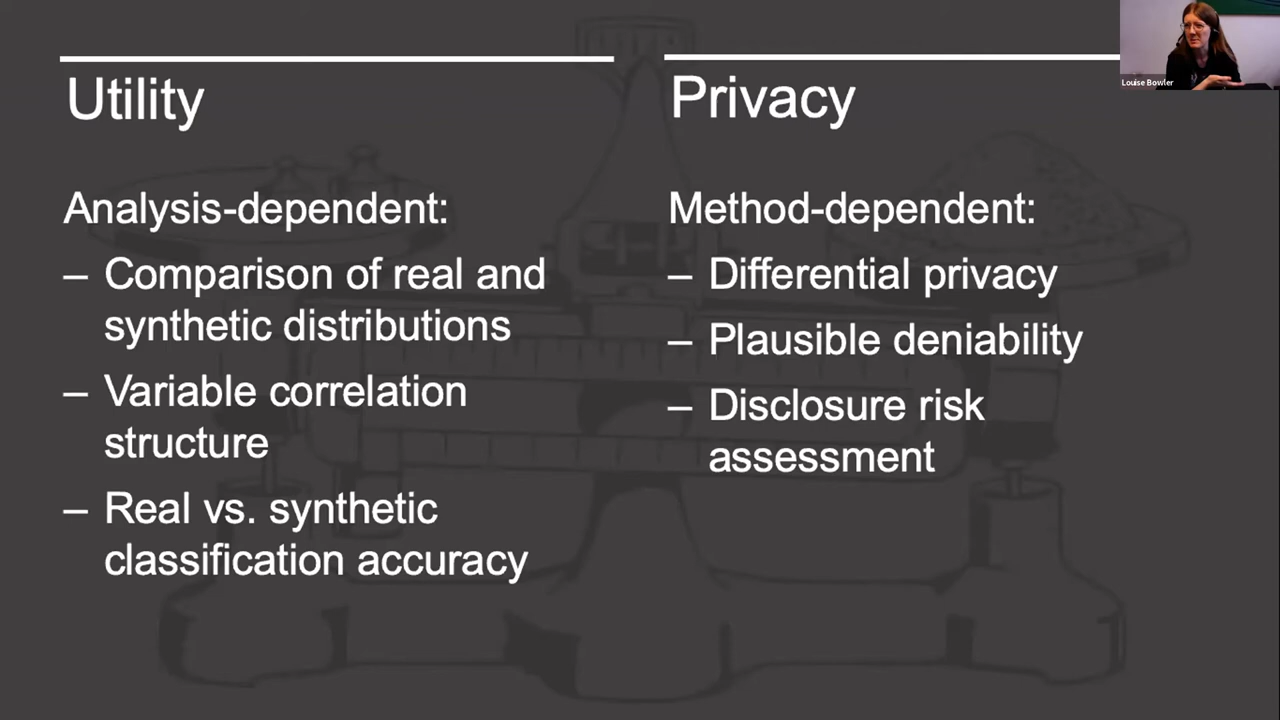 Utility
Analysis-dependent:
– Comparison of real and
synthetic distributions
– Variable correlation
structure
– Real vs. synthetic
classification accuracy
Privacy
Method-dependent:
– Differential privacy
– Plausible deniability
– Disclosure risk
assessment
Louise Bowler